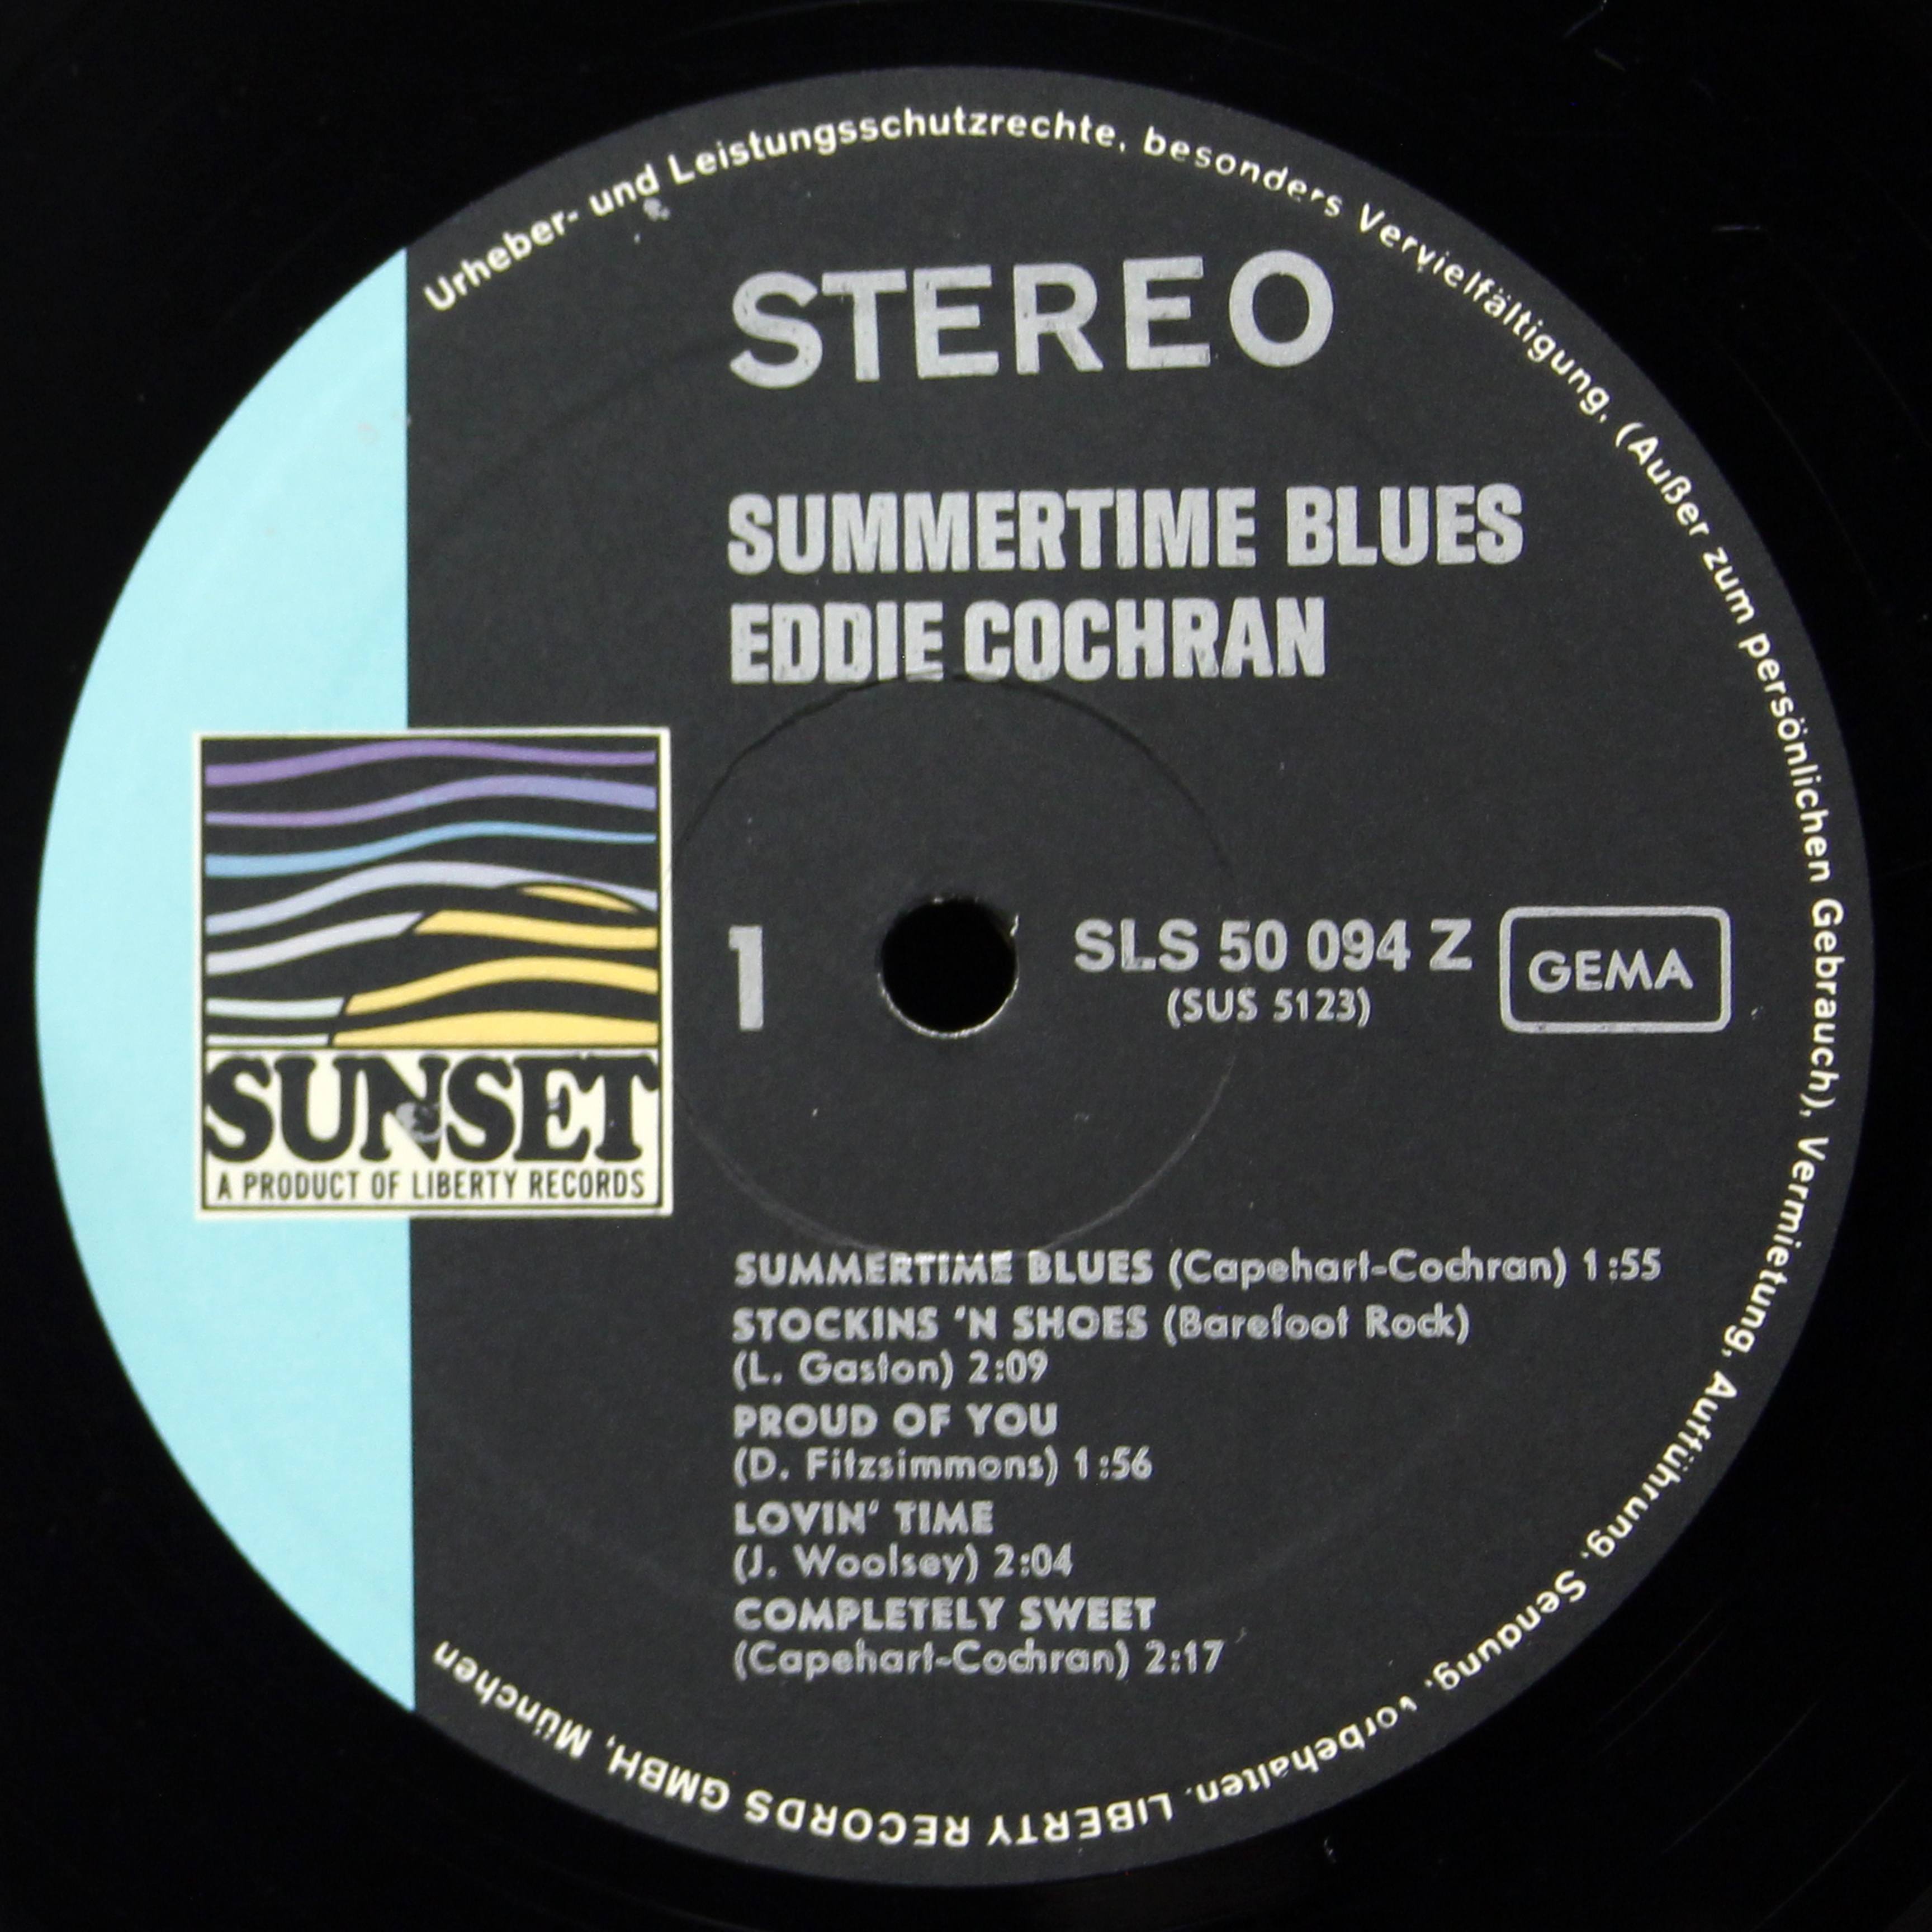 Urheber- und Leistungsschutzrechte, besonders Vervielfältigung, (Außer zum persönlichen Gebrauch), Vermietung, Aufführung, Sendung, vorbehalten. LIBERTY RECORDS GMBH, München
STEREO
SUMMERTIME BLUES
EDDIE COCHRAN
1
SLS 50 094 Z
(SUS 5123)
GEMA
SUNSET
A PRODUCT OF LIBERTY RECORDS
SUMMERTIME BLUES (Capehart-Cochran) 1:55
STOCKINS 'N SHOES (Barefoot Rock)
(L. Gaston) 2:09
PROUD OF YOU
(D. Fitzsimmons) 1:56
LOVIN' TIME
(J. Woolsey) 2:04
COMPLETELY SWEET
(Capehart-Cochran) 2:17